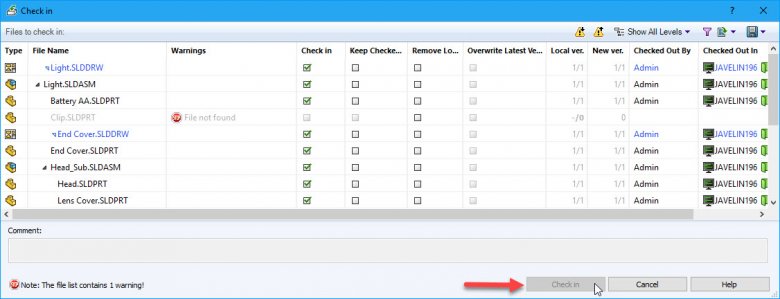 Check in
Files to check in:
Show All Levels
Type File Name Warnings Check in Keep Checke... Remove Lo... Overwrite Latest Ve... Local ver. New ver. Checked Out By Checked Out In
Light.SLDDRW 1/1 1/1 Admin JAVELIN196
Light.SLDASM 1/1 1/1 Admin JAVELIN196
Battery AA.SLDPRT 1/1 1/1 Admin JAVELIN196
Clip.SLDPRT File not found -/0 0
End Cover.SLDDRW 1/1 1/1 Admin JAVELIN196
End Cover.SLDPRT 1/1 1/1 Admin JAVELIN196
Head_Sub.SLDASM 1/1 1/1 Admin JAVELIN196
Head.SLDPRT 1/1 1/1 Admin JAVELIN196
Lens Cover.SLDPRT 1/1 1/1 Admin JAVELIN196
Comment:
Note: The file list contains 1 warning!
Check in Cancel Help